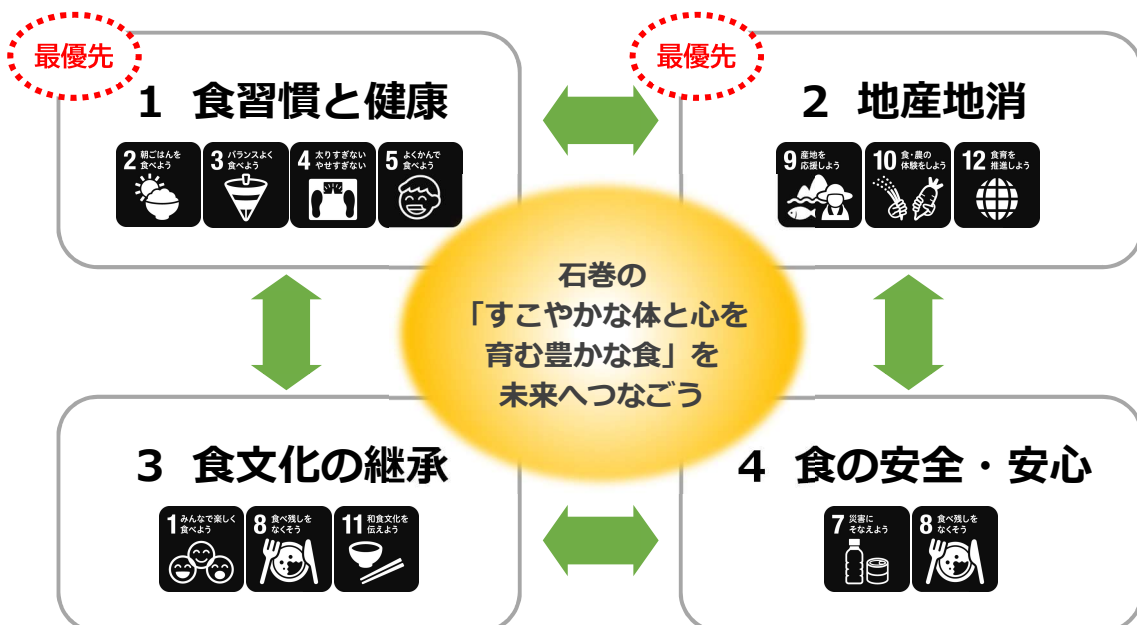 最優先
1 食習慣と健康
2 朝ごはんを
食べよう
3 バランスよく
食べよう
4 太りすぎない
やせすぎない
5 よくかんで
食べよう
最優先
2 地産地消
9 産地を
応援しよう
10 食・農の
体験をしよう
12 食育を
推進しよう
石巻の
「すこやかな体と心を
育む豊かな食」を
未来へつなごう
3 食文化の継承
1 みんなで楽しく
食べよう
8 食べ残しを
なくそう
11 和食文化を
伝えよう
4 食の安全・安心
7 災害に
そなえよう
8 食べ残しを
なくそう